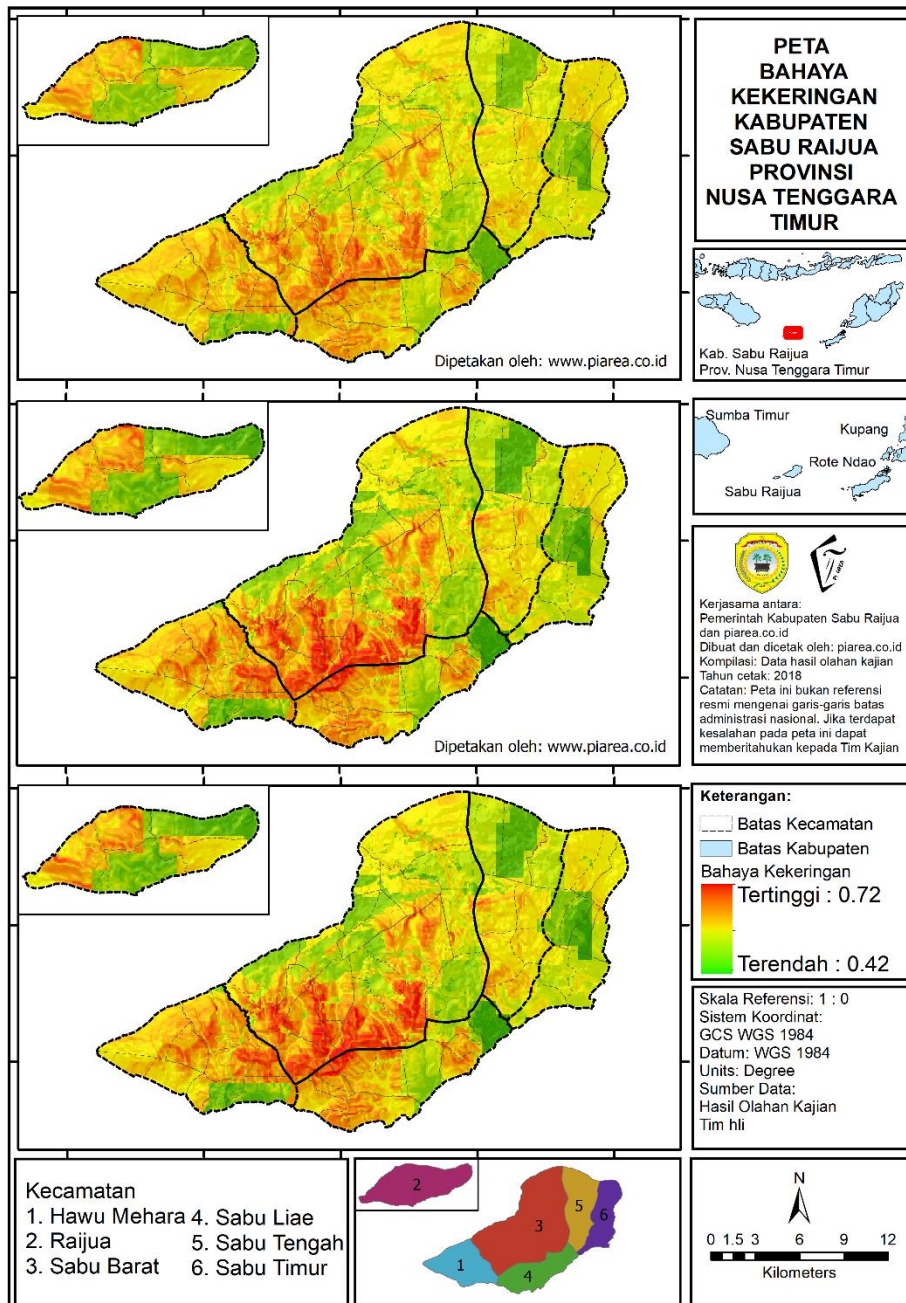 PETA
BAHAYA
KEKERINGAN
KABUPATEN
SABU RAIJUA
PROVINSI
NUSA TENGGARA
TIMUR
Dipetakan oleh: www.piarea.co.id
Kab. Sabu Raijua
Prov. Nusa Tenggara Timur
Dipetakan oleh: www.piarea.co.id
Sumba Timur
Kupang
Rote Ndao
Sabu Raijua
Kerjasama antara:
Pemerintah Kabupaten Sabu Raijua
dan piarea.co.id
Dibuat dan dicetak oleh: piarea.co.id
Kompilasi: Data hasil olahan kajian
Tahun cetak: 2018
Catatan: Peta ini bukan referensi
resmi mengenai garis-garis batas
administrasi nasional. Jika terdapat
kesalahan pada peta ini dapat
memberitahukan kepada Tim Kajian
Keterangan:
Batas Kecamatan
Batas Kabupaten
Bahaya Kekeringan
Tertinggi : 0.72
Terendah : 0.42
Skala Referensi: 1 : 0
Sistem Koordinat:
GCS WGS 1984
Datum: WGS 1984
Units: Degree
Sumber Data:
Hasil Olahan Kajian
Tim hli
Kecamatan
1. Hawu Mehara 4. Sabu Liae
2. Raijua 5. Sabu Tengah
3. Sabu Barat 6. Sabu Timur
2
5
6
3
1
4
N
0 1.5 3 6 9 12
Kilometers